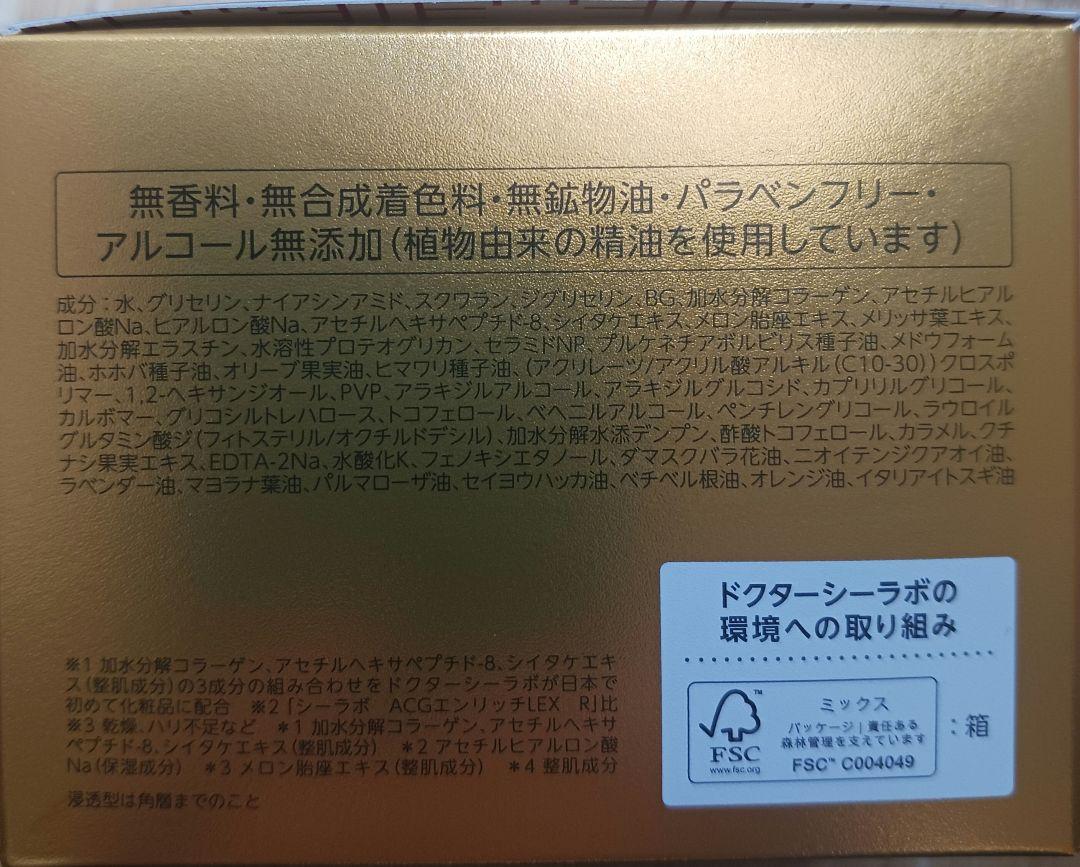 無香料・無合成着色料・無鉱物油・パラベンフリー・
アルコール無添加(植物由来の精油を使用しています)
成分：水、グリセリン、ナイアシンアミド、スクワラン、ジグリセリン、BG、加水分解コラーゲン、アセチルヒアル
ロン酸Na、ヒアルロン酸Na、アセチルヘキサペプチド-8、シイタケエキス、メロン胎座エキス、メリッサ葉エキス、
加水分解エラスチン、水溶性プロテオグリカン、セラミドNP、プルケネチアボルビリス種子油、メドウフォーム
油、ホホバ種子油、オリーブ果実油、ヒマワリ種子油、(アクリレーツ/アクリル酸アルキル(C10-30))クロスポ
リマー、1,2-ヘキサンジオール、PVP、アラキジルアルコール、アラキジルグルコシド、カプリリルグリコール、
カルボマー、グリコシルトレハロース、トコフェロール、ベヘニルアルコール、ペンチレングリコール、ラウロイル
グルタミン酸ジ(フィトステリル/オクチルドデシル)、加水分解水添デンプン、酢酸トコフェロール、カラメル、クチ
ナシ果実エキス、EDTA-2Na、水酸化K、フェノキシエタノール、ダマスクバラ花油、ニオイテンジクアオイ油、
ラベンダー油、マヨラナ葉油、パルマローザ油、セイヨウハッカ油、ベチベル根油、オレンジ油、イタリアイトスギ油
※1 加水分解コラーゲン、アセチルヘキサペプチド-8、シイタケエキ
ス(整肌成分)の3成分の組み合わせをドクターシーラボが日本で
初めて化粧品に配合 ※2「シーラボ ACGエンリッチLEX R」比
※3 乾燥、ハリ不足など ＊1 加水分解コラーゲン、アセチルヘキサ
ペプチド-8、シイタケエキス(整肌成分) ＊2 アセチルヒアルロン酸
Na(保湿成分) ＊3 メロン胎座エキス(整肌成分) ＊4 整肌成分
浸透型は角層までのこと
ドクターシーラボの
環境への取り組み
FSC
www.fsc.org
ミックス
パッケージ|責任ある
森林管理を支えています
FSC™ C004049
：箱